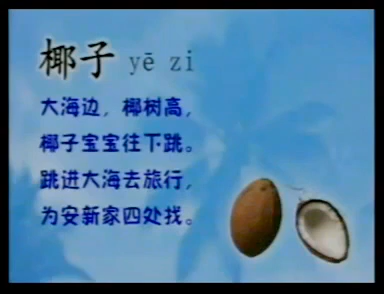 椰子 yē zi
大海边，椰树高，
椰子宝宝往下跳。
跳进大海去旅行，
为安新家四处找。